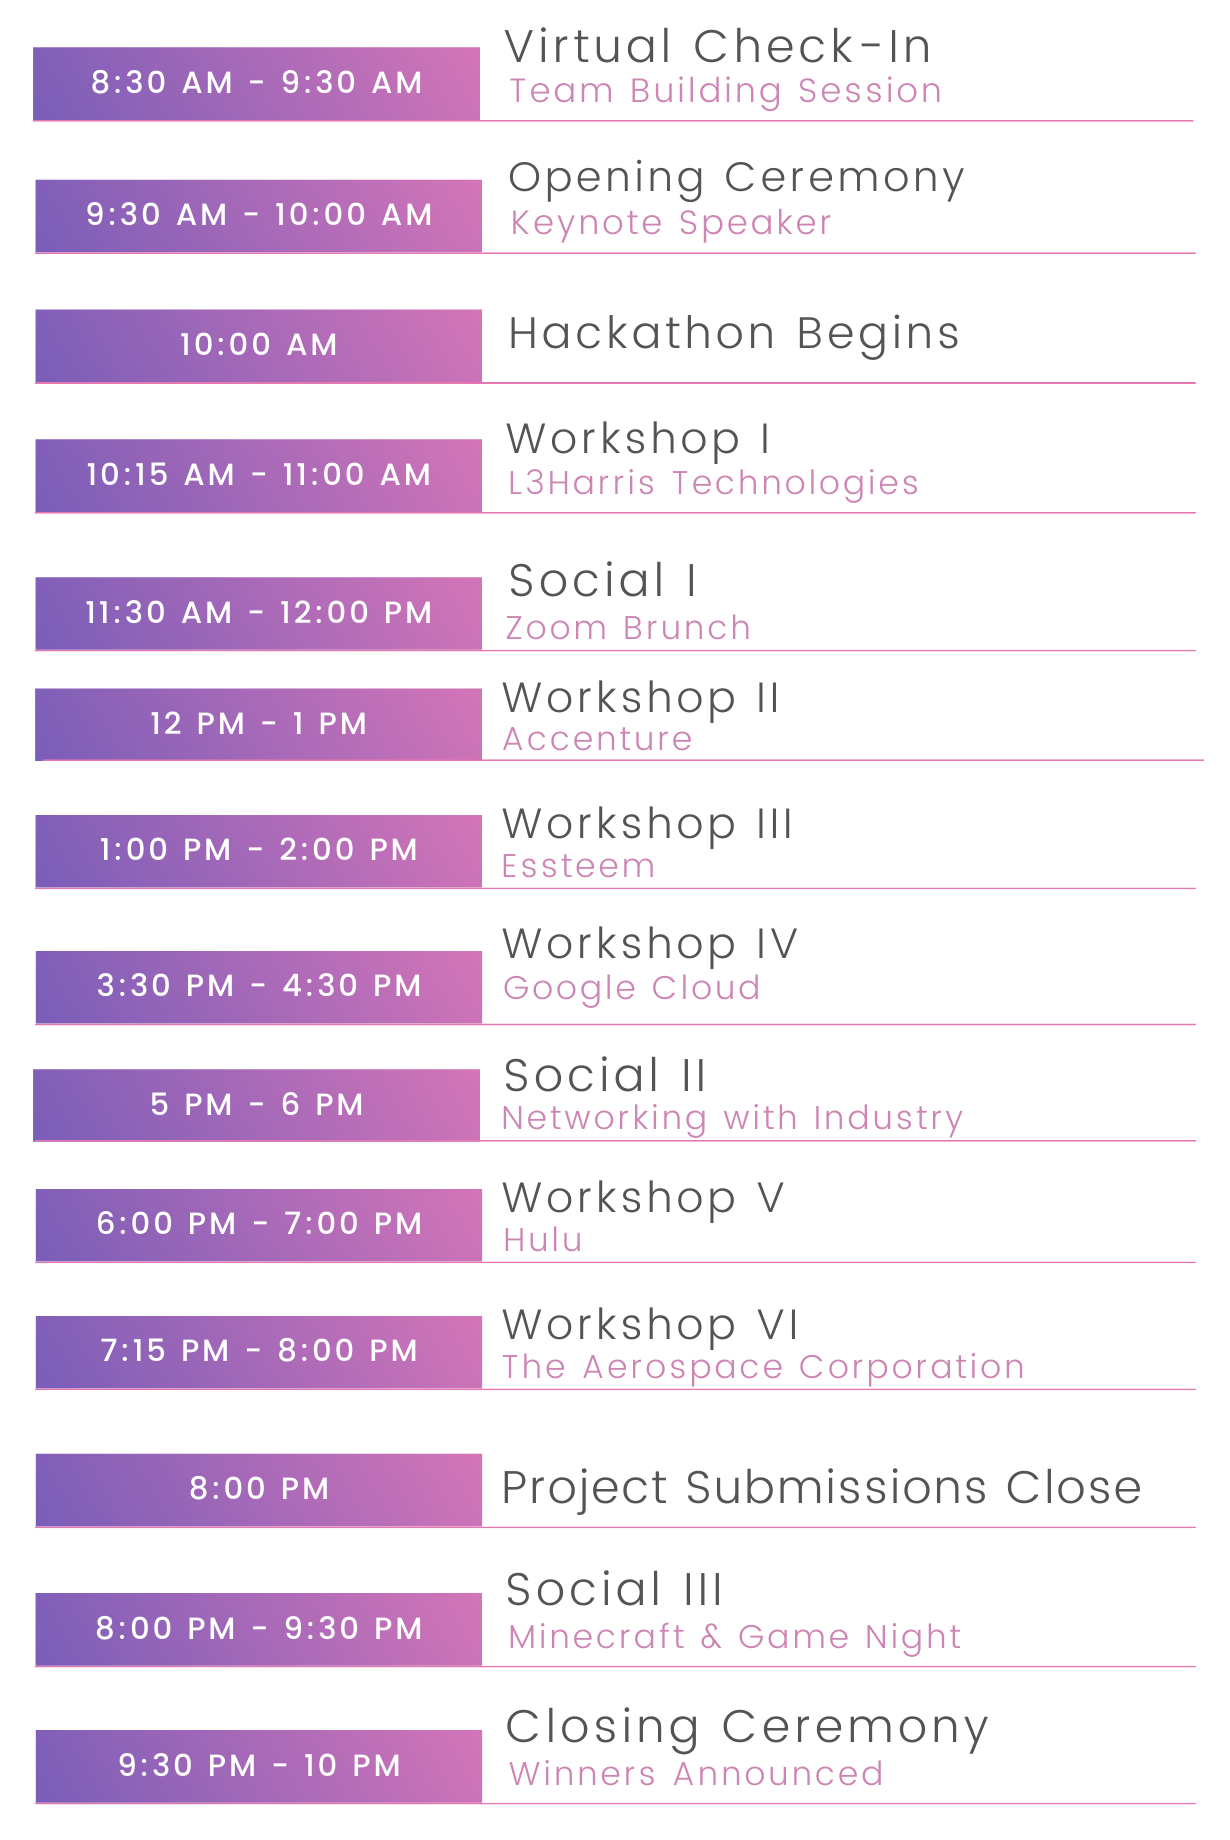 8:30 AM - 9:30 AM
Virtual Check-In
Team Building Session
9:30 AM - 10:00 AM
Opening Ceremony
Keynote Speaker
10:00 AM
Hackathon Begins
10:15 AM - 11:00 AM
Workshop I
L3Harris Technologies
11:30 AM - 12:00 PM
Social I
Zoom Brunch
12 PM - 1 PM
Workshop II
Accenture
1:00 PM - 2:00 PM
Workshop III
Essteem
3:30 PM - 4:30 PM
Workshop IV
Google Cloud
5 PM - 6 PM
Social II
Networking with Industry
6:00 PM - 7:00 PM
Workshop V
Hulu
7:15 PM - 8:00 PM
Workshop VI
The Aerospace Corporation
8:00 PM
Project Submissions Close
8:00 PM - 9:30 PM
Social III
Minecraft & Game Night
9:30 PM - 10 PM
Closing Ceremony
Winners Announced